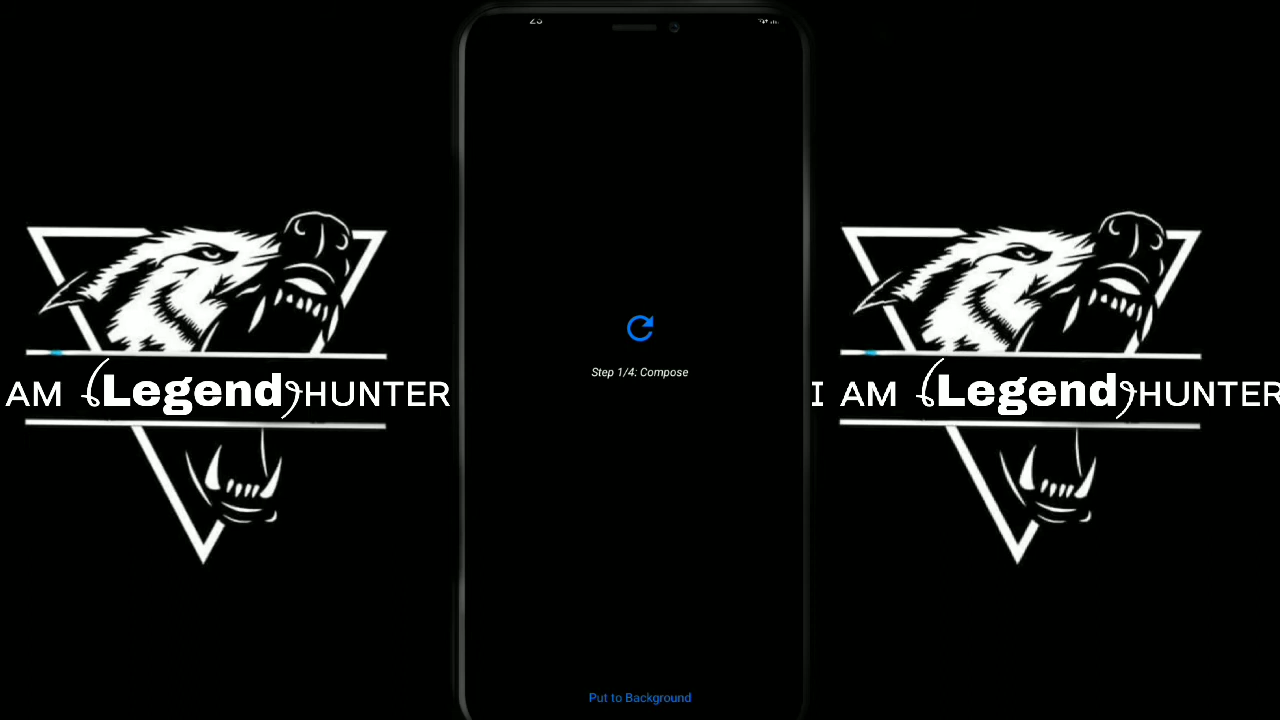 AM Legend HUNTER
Step 1/4: Compose
Put to Background
I AM Legend HUNTER